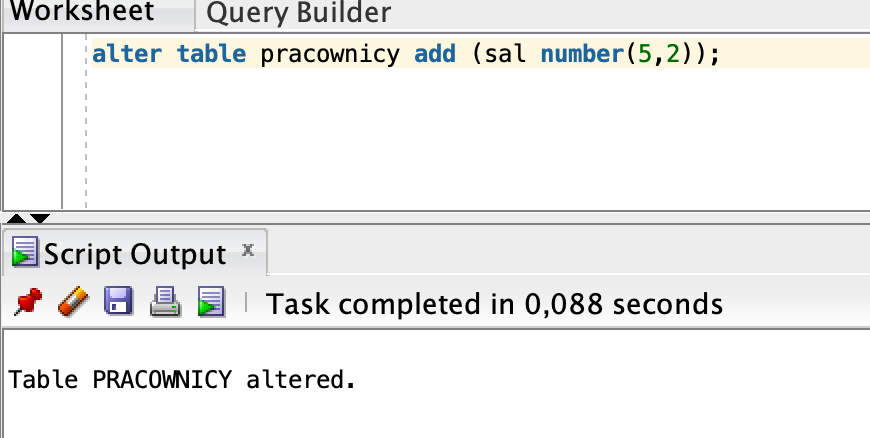 Worksheet Query Builder
alter table pracownicy add (sal number(5,2));
Script Output x
Task completed in 0,088 seconds
Table PRACOWNICY altered.